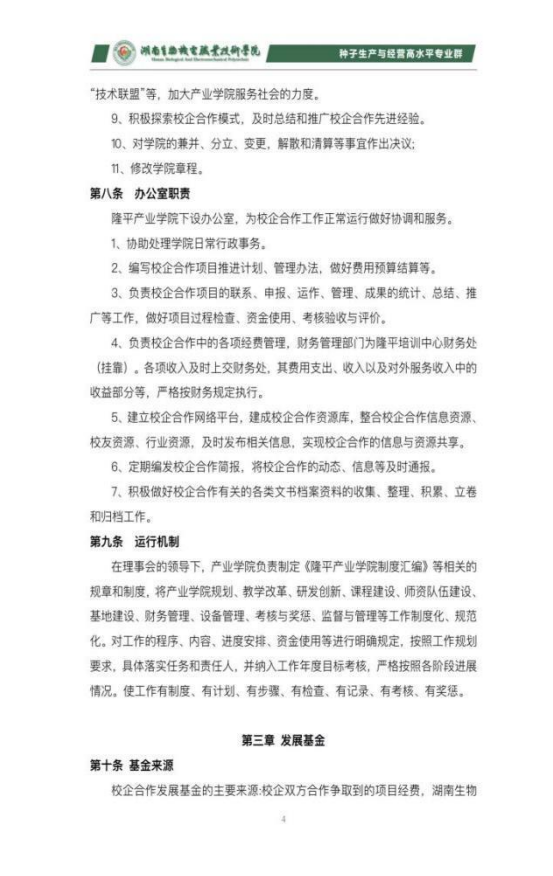 湖南生物机电职业技术学院
Hunan Biological And Electromechanical Polytechnic
种子生产与经营高水平专业群
“技术联盟”等，加大产业学院服务社会的力度。
9、积极探索校企合作模式，及时总结和推广校企合作先进经验。
10、对学院的兼并、分立、变更，解散和清算等事宜作出决议;
11、修改学院章程。
第八条 办公室职责
隆平产业学院下设办公室，为校企合作工作正常运行做好协调和服务。
1、协助处理学院日常行政事务。
2、编写校企合作项目推进计划、管理办法，做好费用预算结算等。
3、负责校企合作项目的联系、申报、运作、管理、成果的统计、总结、推
广等工作，做好项目过程检查、资金使用、考核验收与评价。
4、负责校企合作中的各项经费管理，财务管理部门为隆平培训中心财务处
（挂靠）。各项收入及时上交财务处，其费用支出、收入以及对外服务收入中的
收益部分等，严格按财务规定执行。
5、建立校企合作网络平台，建成校企合作资源库，整合校企合作信息资源、
校友资源、行业资源，及时发布相关信息，实现校企合作的信息与资源共享。
6、定期编发校企合作简报，将校企合作的动态、信息等及时通报。
7、积极做好校企合作有关的各类文书档案资料的收集、整理、积累、立卷
和归档工作。
第九条 运行机制
在理事会的领导下，产业学院负责制定《隆平产业学院制度汇编》等相关的
规章和制度，将产业学院规划、教学改革、研发创新、课程建设、师资队伍建设、
基地建设、财务管理、设备管理、考核与奖惩、监督与管理等工作制度化、规范
化。对工作的程序、内容、进度安排、资金使用等进行明确规定，按照工作规划
要求，具体落实任务和责任人，并纳入工作年度目标考核，严格按照各阶段进展
情况。使工作有制度、有计划、有步骤、有检查、有记录、有考核、有奖惩。
第三章 发展基金
第十条 基金来源
校企合作发展基金的主要来源:校企双方合作争取到的项目经费，湖南生物
4